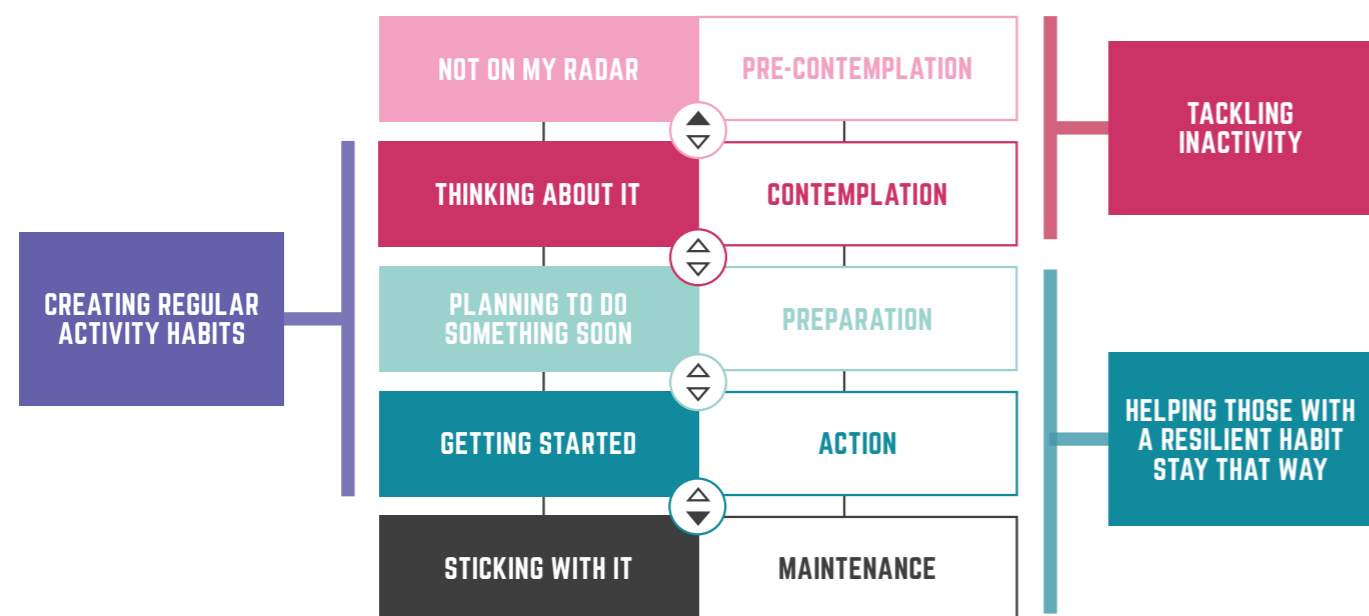 NOT ON MY RADAR
PRE-CONTEMPLATION
TACKLING
INACTIVITY
THINKING ABOUT IT
CONTEMPLATION
CREATING REGULAR
ACTIVITY HABITS
PLANNING TO DO
SOMETHING SOON
PREPARATION
GETTING STARTED
ACTION
HELPING THOSE WITH
A RESILIENT HABIT
STAY THAT WAY
STICKING WITH IT
MAINTENANCE